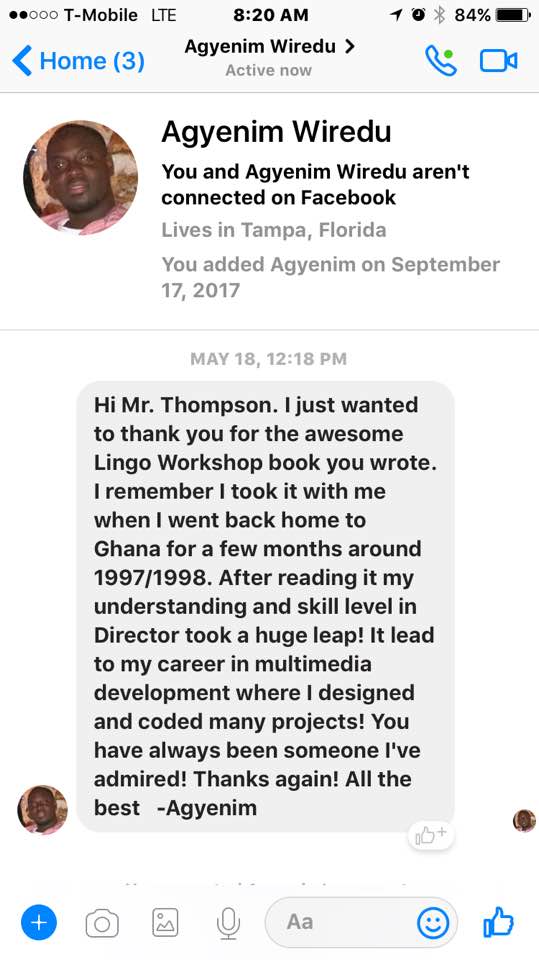 T-Mobile LTE 8:20 AM 84%
Home (3) Agyenim Wiredu
Active now
Agyenim Wiredu
You and Agyenim Wiredu aren't
connected on Facebook
Lives in Tampa, Florida
You added Agyenim on September
17, 2017
MAY 18, 12:18 PM
Hi Mr. Thompson. I just wanted
to thank you for the awesome
Lingo Workshop book you wrote.
I remember I took it with me
when I went back home to
Ghana for a few months around
1997/1998. After reading it my
understanding and skill level in
Director took a huge leap! It lead
to my career in multimedia
development where I designed
and coded many projects! You
have always been someone I've
admired! Thanks again! All the
best -Agyenim
Aa